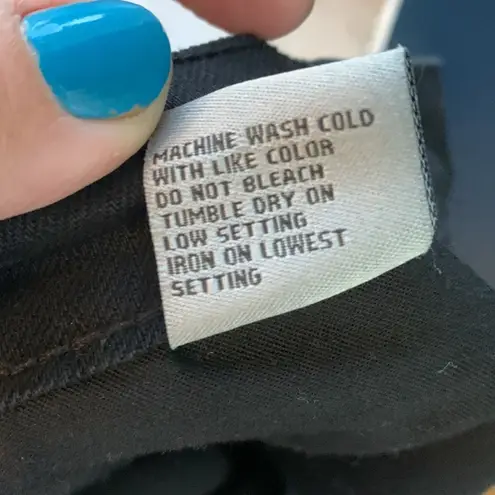 MACHINE WASH COLD
WITH LIKE COLOR
DO NOT BLEACH
TUMBLE DRY ON
LOW SETTING
IRON ON LOWEST
SETTING